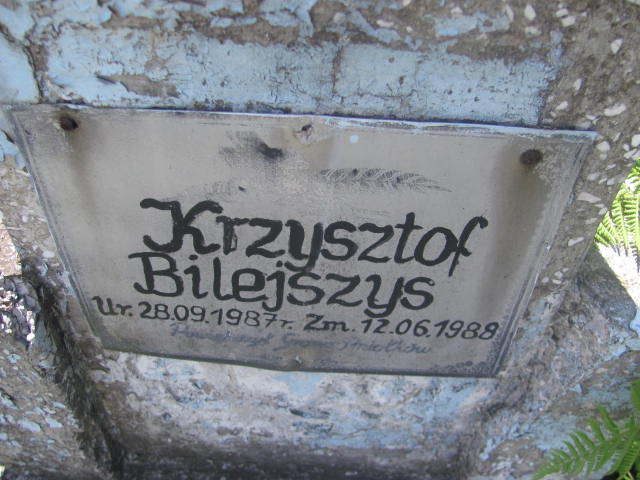 Krzysztof
Bilejszys
Ur. 28.09.1987r. Zm. 12.06.1988